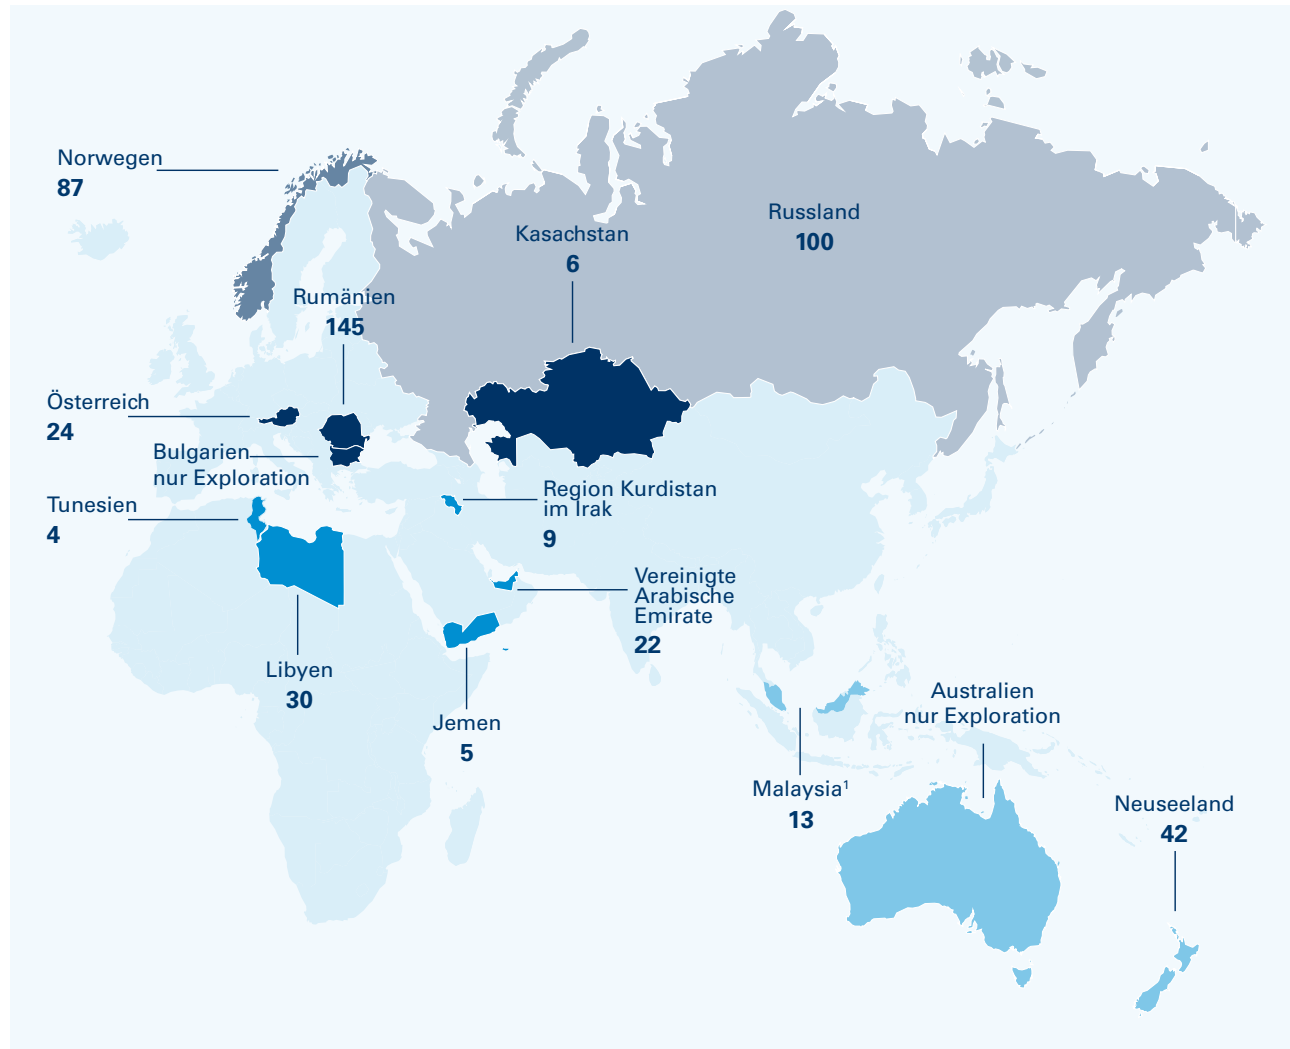 Norwegen
87
Russland
100
Kasachstan
6
Rumänien
145
Österreich
24
Bulgarien
nur Exploration
Tunesien
4
Region Kurdistan
im Irak
9
Vereinigte
Arabische
Emirate
22
Libyen
30
Jemen
5
Australien
nur Exploration
Malaysia¹
13
Neuseeland
42